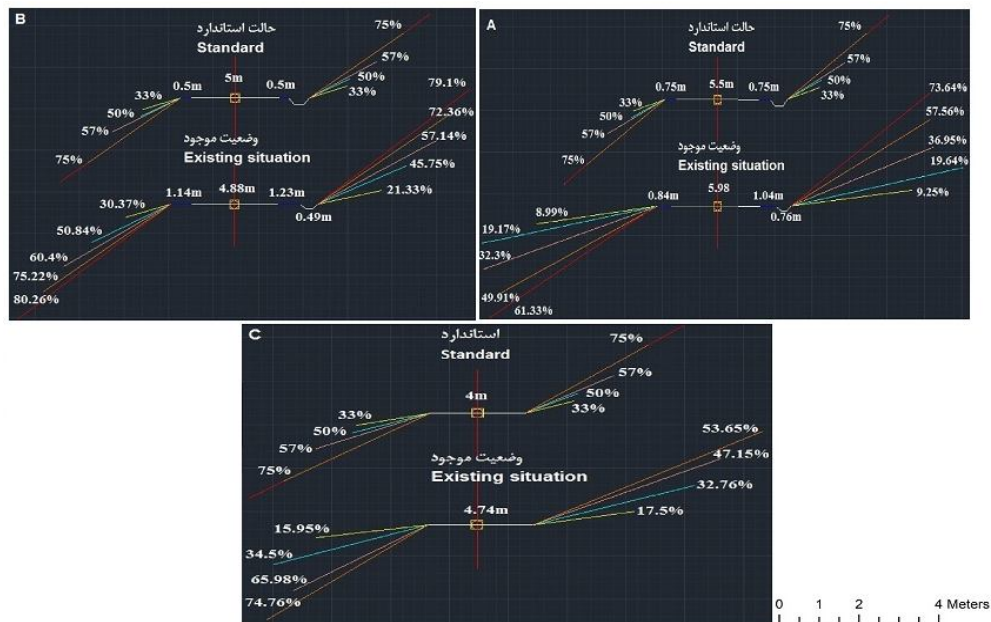 B
حالت استاندارد
Standard
75%
57%
50%
33%
0.5m 5m 0.5m
33%
50%
57%
75%
وضعیت موجود
Existing situation
79.1%
72.36%
57.14%
45.75%
21.33%
1.14m 4.88m 1.23m
0.49m
30.37%
50.84%
60.4%
75.22%
80.26%
A
حالت استاندارد
Standard
75%
57%
50%
33%
0.75m 5.5m 0.75m
33%
50%
57%
75%
وضعیت موجود
Existing situation
73.64%
57.56%
36.95%
19.64%
9.25%
0.84m 5.98 1.04m
0.76m
8.99%
19.17%
32.3%
49.91%
61.33%
C
استاندارد
Standard
75%
57%
50%
33%
4m
33%
50%
57%
75%
وضعیت موجود
Existing situation
53.65%
47.15%
32.76%
17.5%
4.74m
15.95%
34.5%
65.98%
74.76%
0 1 2 4 Meters